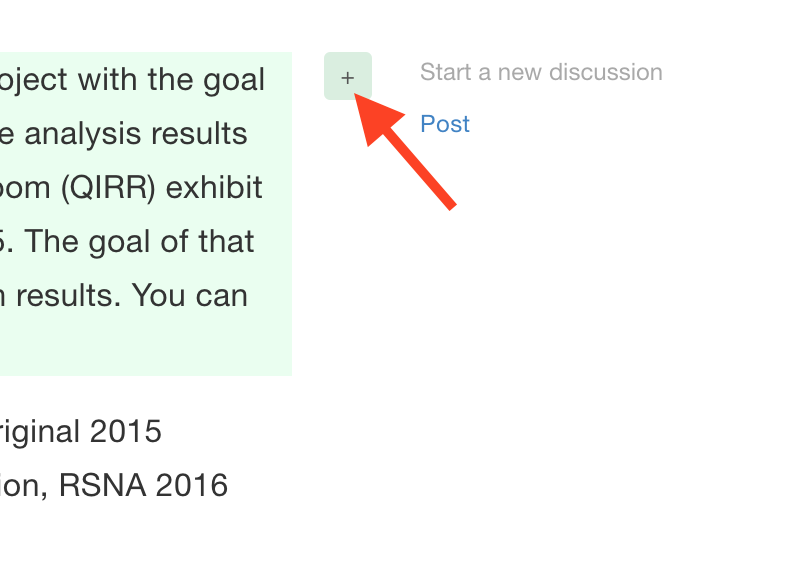 oject with the goal
+
Start a new discussion
e analysis results
Post
oom (QIRR) exhibit
5. The goal of that
n results. You can
riginal 2015
ion, RSNA 2016